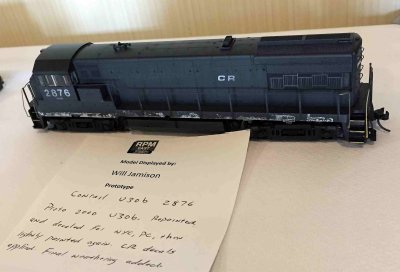 CR
2876
RPM
EAST
Model Displayed by:
Will Jamison
Prototype
Conrail U30b 2876
Proto 2000 U30b. Repainted
and decaled for NYC, PC, then
lightly painted again. CR decals
applied. Final weathering added.